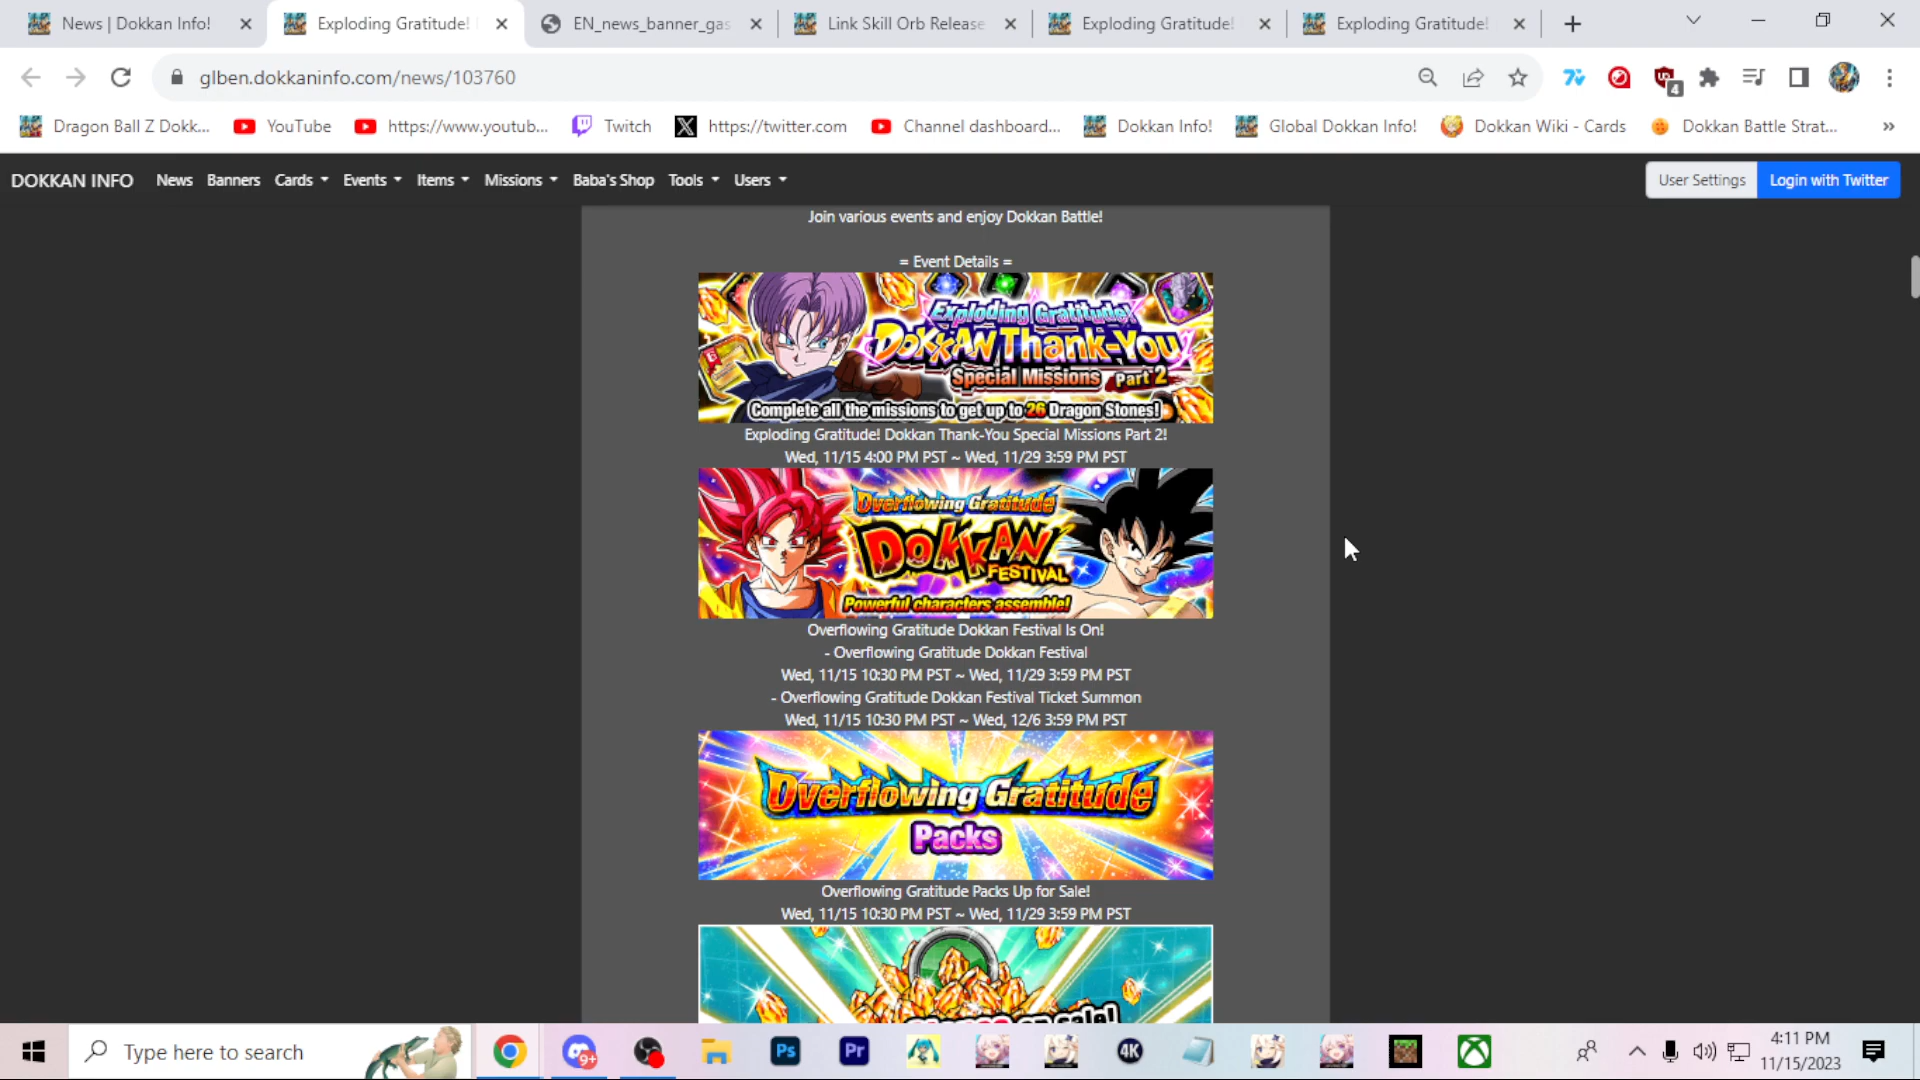 News | Dokkan Info!
Exploding Gratitude!
EN_news_banner_gas
Link Skill Orb Release
Exploding Gratitude!
Exploding Gratitude!
glben.dokkaninfo.com/news/103760
4
Dragon Ball Z Dokk...
YouTube
https://www.youtub...
Twitch
https://twitter.com
Channel dashboard...
Dokkan Info!
Global Dokkan Info!
Dokkan Wiki - Cards
Dokkan Battle Strat...
»
DOKKAN INFO
News
Banners
Cards
Events
Items
Missions
Baba's Shop
Tools
Users
User Settings
Login with Twitter
Join various events and enjoy Dokkan Battle!
= Event Details =
Exploding Gratitude!
DOKKAN Thank-You
Special Missions Part 2
Complete all the missions to get up to 26 Dragon Stones!
Exploding Gratitude! Dokkan Thank-You Special Missions Part 2!
Wed, 11/15 4:00 PM PST ~ Wed, 11/29 3:59 PM PST
Overflowing Gratitude
DOKKAN
FESTIVAL
Powerful characters assemble!
Overflowing Gratitude Dokkan Festival Is On!
- Overflowing Gratitude Dokkan Festival
Wed, 11/15 10:30 PM PST ~ Wed, 11/29 3:59 PM PST
- Overflowing Gratitude Dokkan Festival Ticket Summon
Wed, 11/15 10:30 PM PST ~ Wed, 12/6 3:59 PM PST
Overflowing Gratitude
Packs
Overflowing Gratitude Packs Up for Sale!
Wed, 11/15 10:30 PM PST ~ Wed, 11/29 3:59 PM PST
on sale!
Type here to search
9+
Ps
Pr
4K
4:11 PM
11/15/2023